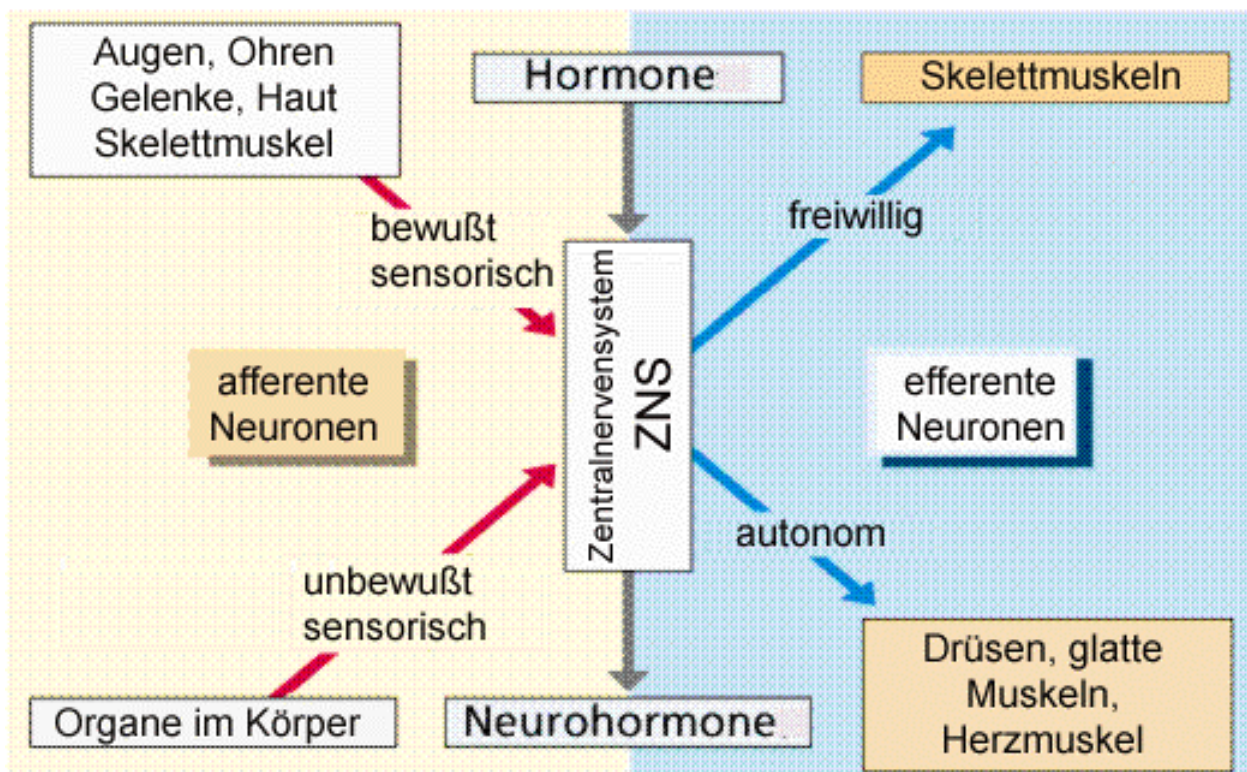 Augen, Ohren
Gelenke, Haut
Skelettmuskel
Hormone
Skelettmuskeln
bewußt
sensorisch
freiwillig
Zentralnervensystem
ZNS
afferente
Neuronen
efferente
Neuronen
unbewußt
sensorisch
autonom
Organe im Körper
Neurohormone
Drüsen, glatte
Muskeln,
Herzmuskel